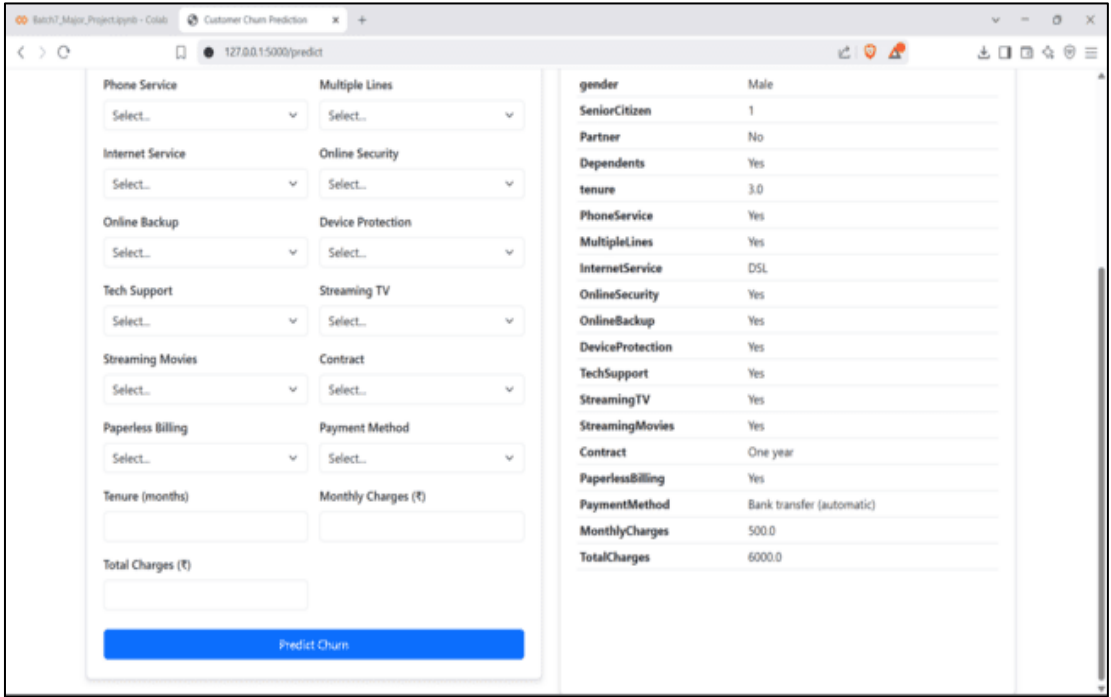 Batch7_Major_Project.ipynb - Colab
Customer Churn Prediction
127.0.0.1:5000/predict
Phone Service Multiple Lines
Select... Select...
Internet Service Online Security
Select... Select...
Online Backup Device Protection
Select... Select...
Tech Support Streaming TV
Select... Select...
Streaming Movies Contract
Select... Select...
Paperless Billing Payment Method
Select... Select...
Tenure (months) Monthly Charges (₹)
Total Charges (₹)
Predict Churn
gender Male
SeniorCitizen 1
Partner No
Dependents Yes
tenure 3.0
PhoneService Yes
MultipleLines Yes
InternetService DSL
OnlineSecurity Yes
OnlineBackup Yes
DeviceProtection Yes
TechSupport Yes
StreamingTV Yes
StreamingMovies Yes
Contract One year
PaperlessBilling Yes
PaymentMethod Bank transfer (automatic)
MonthlyCharges 500.0
TotalCharges 6000.0